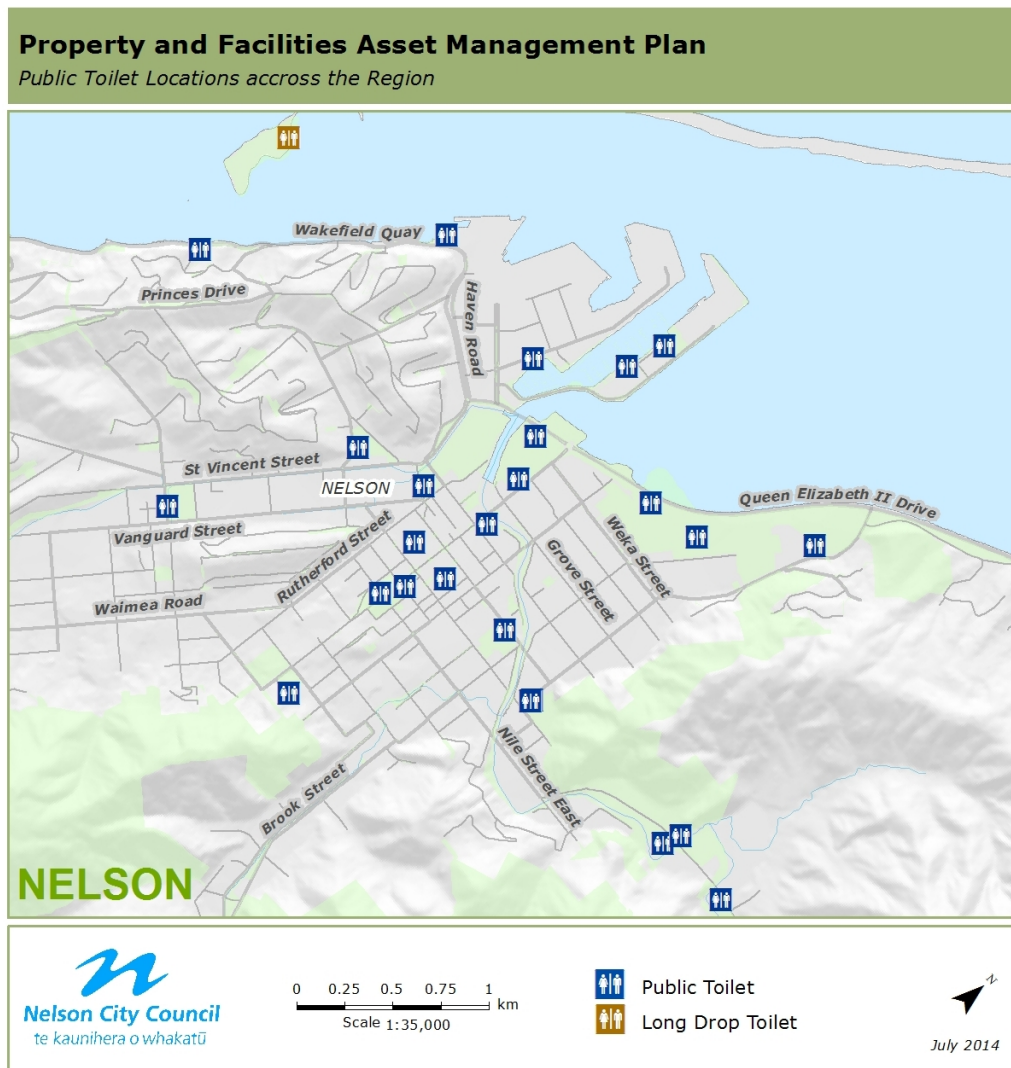 Property and Facilities Asset Management Plan
Public Toilet Locations accross the Region
Wakefield Quay
Princes Drive
Haven Road
St Vincent Street
NELSON
Queen Elizabeth II Drive
Vanguard Street
Rutherford Street
Weka Street
Grove Street
Waimea Road
Nile Street East
Brook Street
NELSON
Nelson City Council
te kaunihera o whakatū
0 0.25 0.5 0.75 1
km
Scale 1:35,000
Public Toilet
Long Drop Toilet
N
July 2014